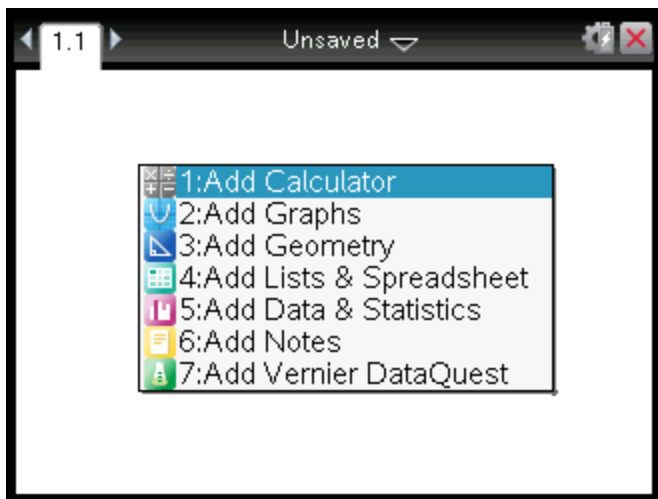 1.1 Unsaved
1:Add Calculator
2:Add Graphs
3:Add Geometry
4:Add Lists & Spreadsheet
5:Add Data & Statistics
6:Add Notes
7:Add Vernier DataQuest